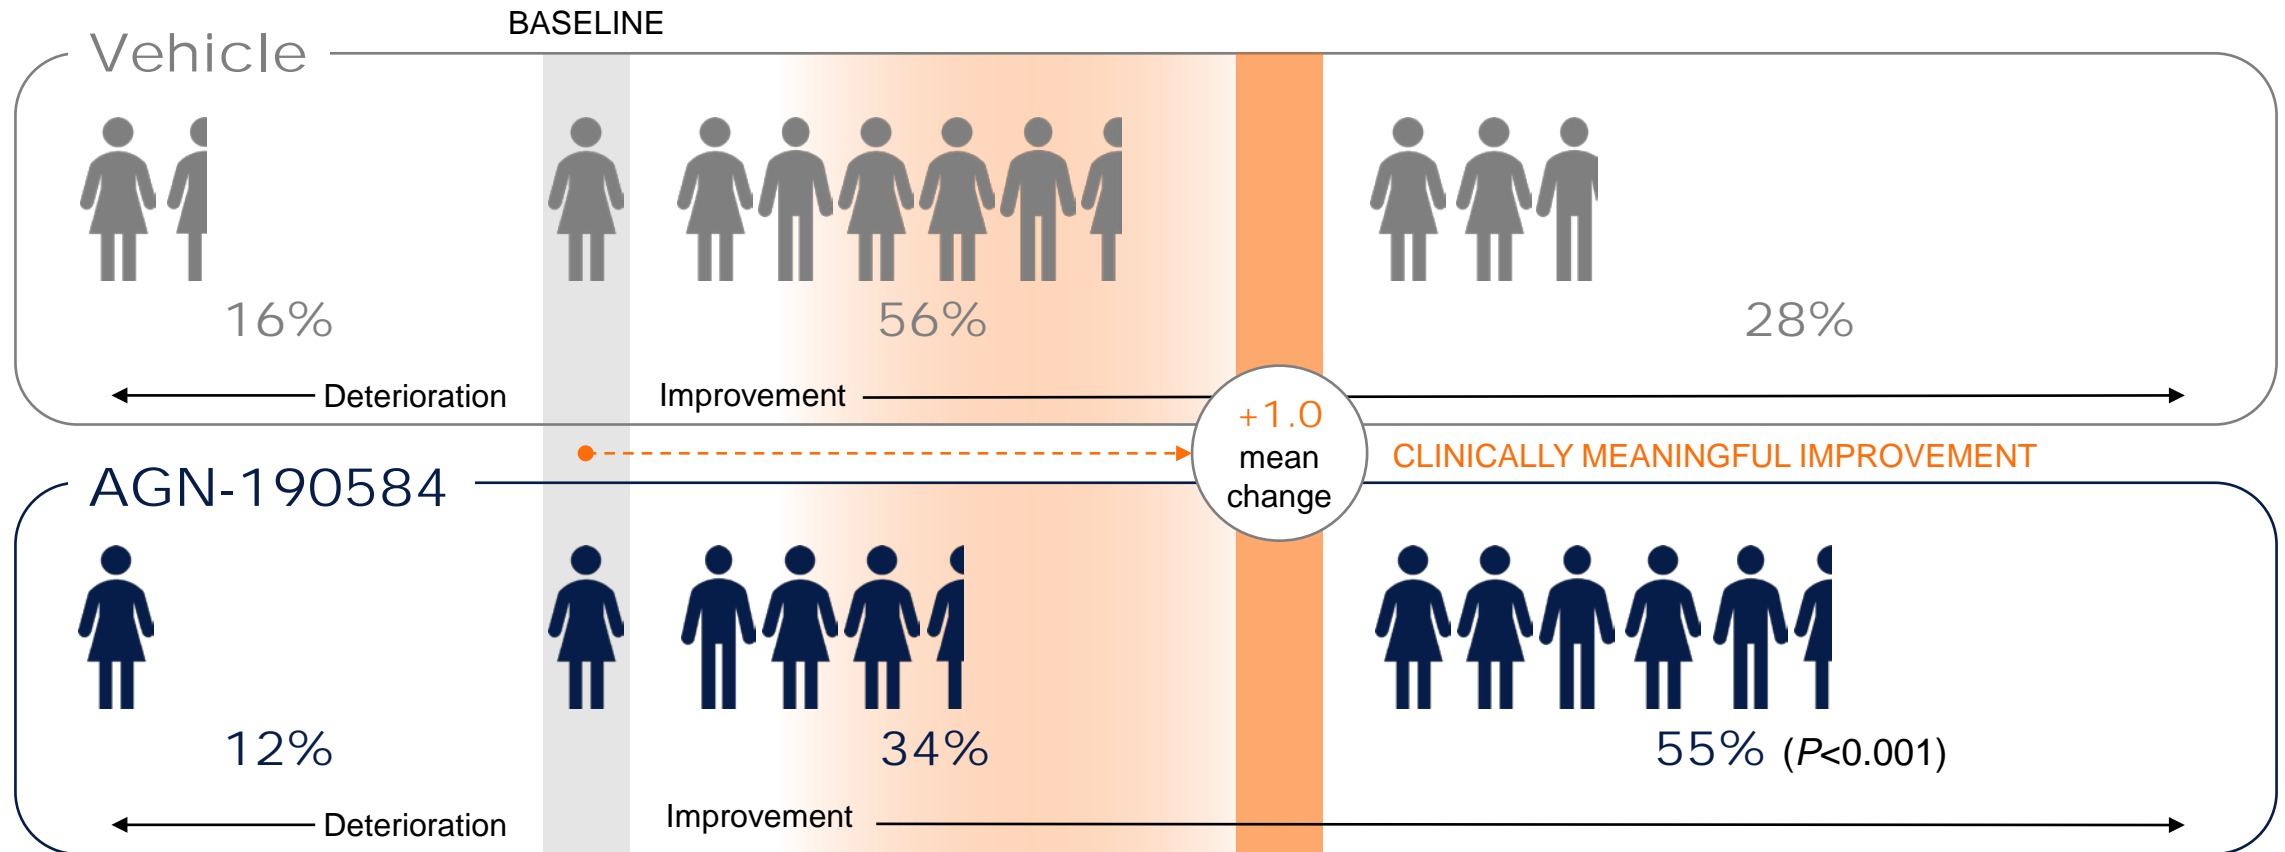 BASELINE
Vehicle
16%
56%
28%
Deterioration
Improvement
+1.0
mean
change
CLINICALLY MEANINGFUL IMPROVEMENT
AGN-190584
12%
34%
55% (P<0.001)
Deterioration
Improvement